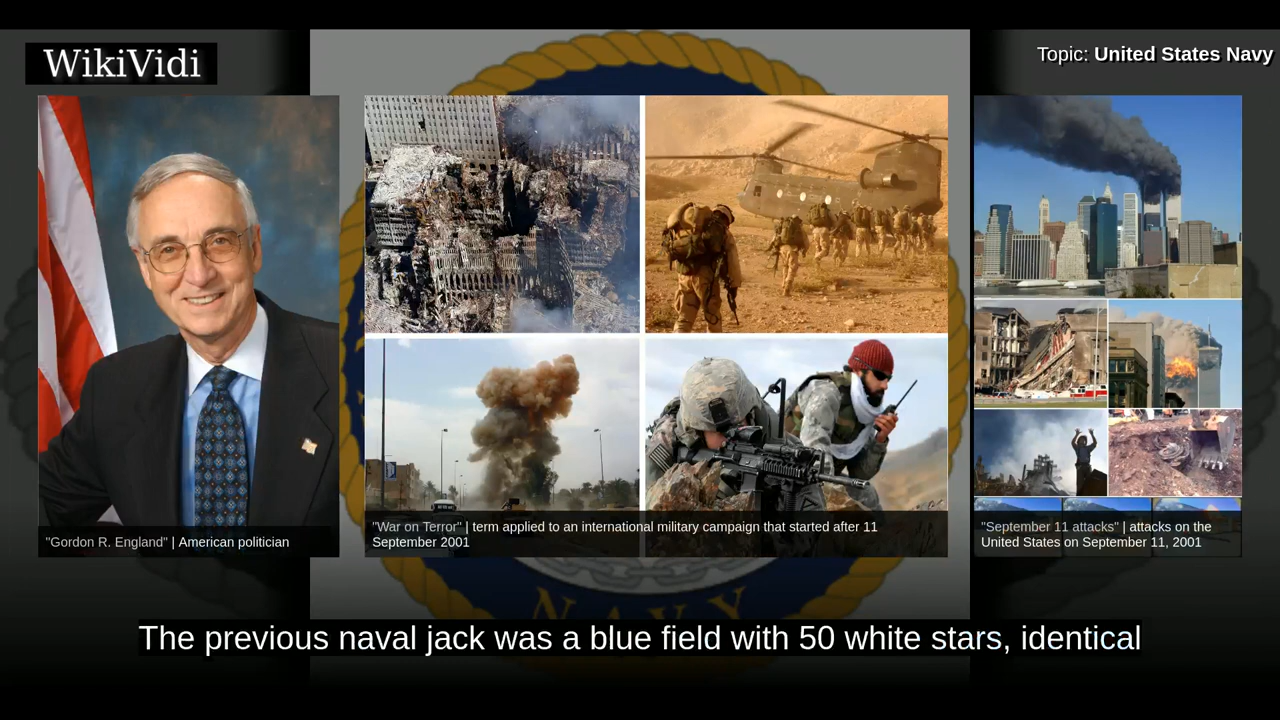 WikiVidi
Topic: United States Navy
"Gordon R. England" | American politician
"War on Terror" | term applied to an international military campaign that started after 11
September 2001
"September 11 attacks" | attacks on the
United States on September 11, 2001
NAVY
The previous naval jack was a blue field with 50 white stars, identical